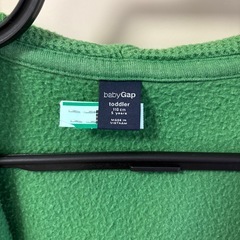 babyGap
toddler
110 cm
5 years
MADE IN
VIETNAM